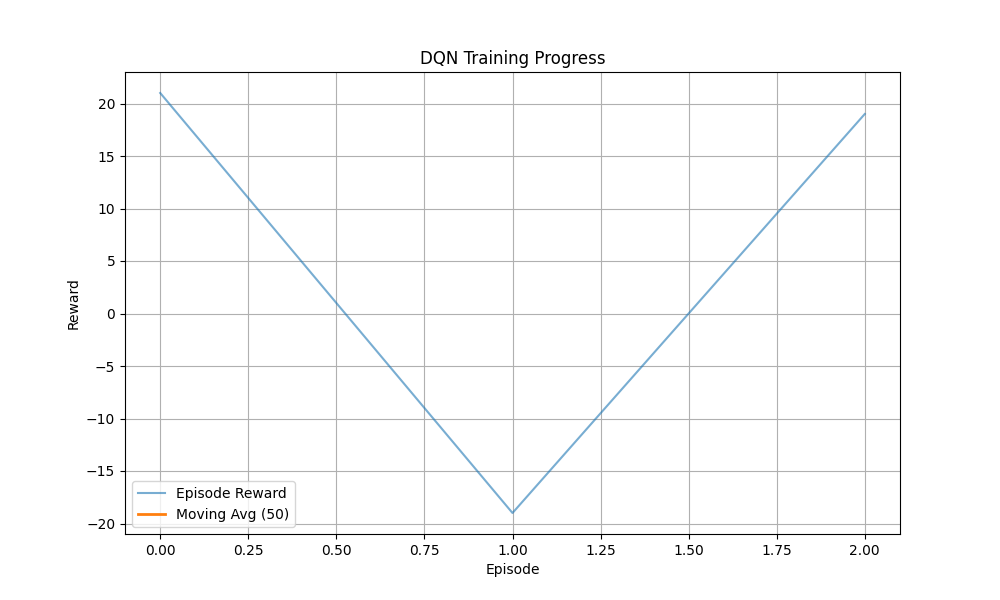 DQN Training Progress
20
15
10
5
0
−5
−10
−15
−20
Reward
Episode Reward
Moving Avg (50)
0.00 0.25 0.50 0.75 1.00 1.25 1.50 1.75 2.00
Episode